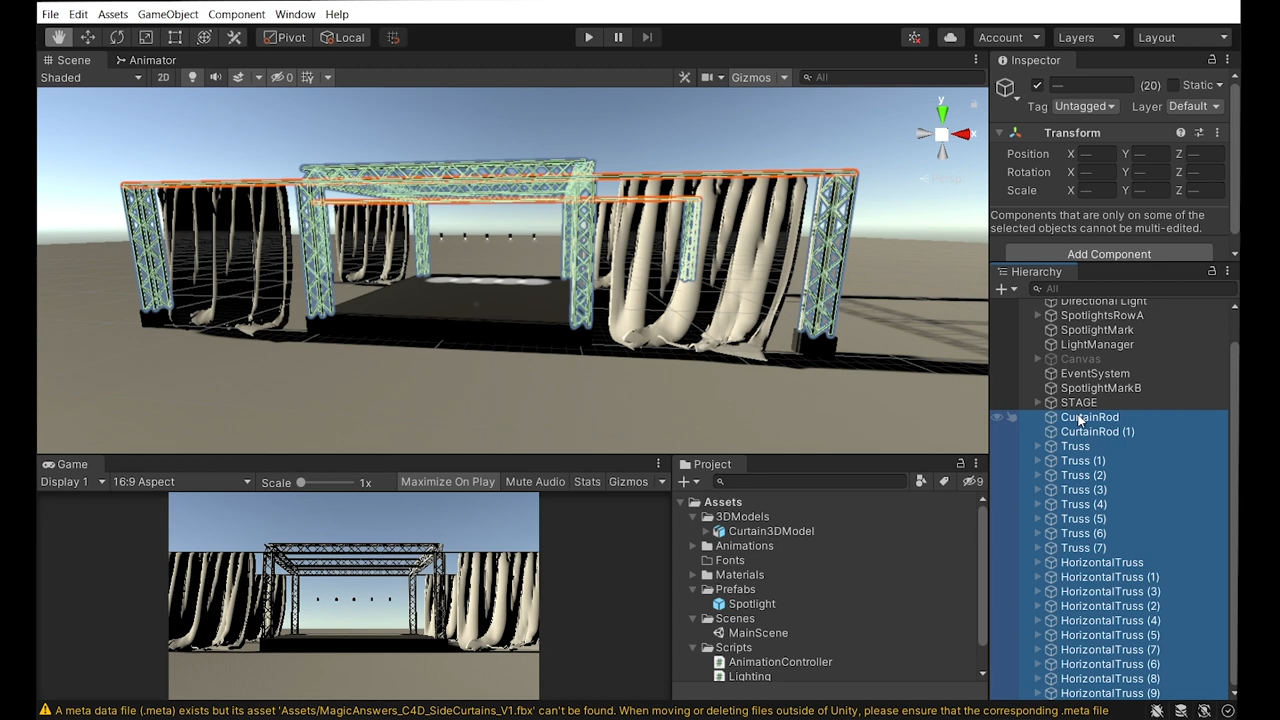 File Edit Assets GameObject Component Window Help
Pivot Local Account Layers Layout
Scene Animator
Shaded 2D 0 Gizmos All
y
x
Persp
Inspector
— (20) Static
Tag Untagged Layer Default
Transform
Position X — Y — Z —
Rotation X — Y — Z —
Scale X — Y — Z —
Components that are only on some of the
selected objects cannot be multi-edited.
Add Component
Hierarchy
All
Directional Light
SpotlightsRowA
SpotlightMark
LightManager
Canvas
EventSystem
SpotlightMarkB
STAGE
CurtainRod
CurtainRod (1)
Truss
Truss (1)
Truss (2)
Truss (3)
Truss (4)
Truss (5)
Truss (6)
Truss (7)
HorizontalTruss
HorizontalTruss (1)
HorizontalTruss (3)
HorizontalTruss (2)
HorizontalTruss (4)
HorizontalTruss (5)
HorizontalTruss (7)
HorizontalTruss (6)
HorizontalTruss (8)
HorizontalTruss (9)
Game
Display 1 16:9 Aspect Scale 1x Maximize On Play Mute Audio Stats Gizmos
Project
9
Assets
3DModels
Curtain3DModel
Animations
Fonts
Materials
Prefabs
Spotlight
Scenes
MainScene
Scripts
AnimationController
Lighting
A meta data file (.meta) exists but its asset 'Assets/MagicAnswers_C4D_SideCurtains_V1.fbx' can't be found. When moving or deleting files outside of Unity, please ensure that the corresponding .meta file